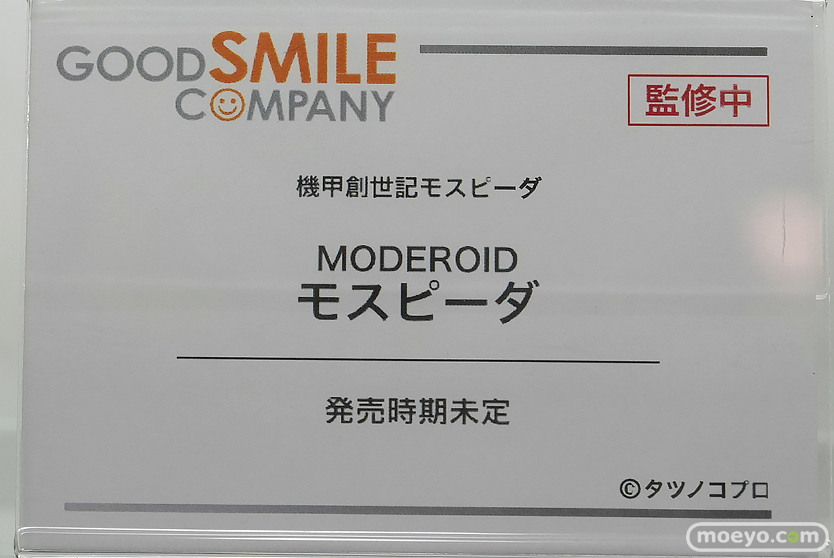 GOOD SMILE
COMPANY
監修中
機甲創世記モスピーダ
MODEROID
モスピーダ
発売時期未定
©タツノコプロ
moeyo.com